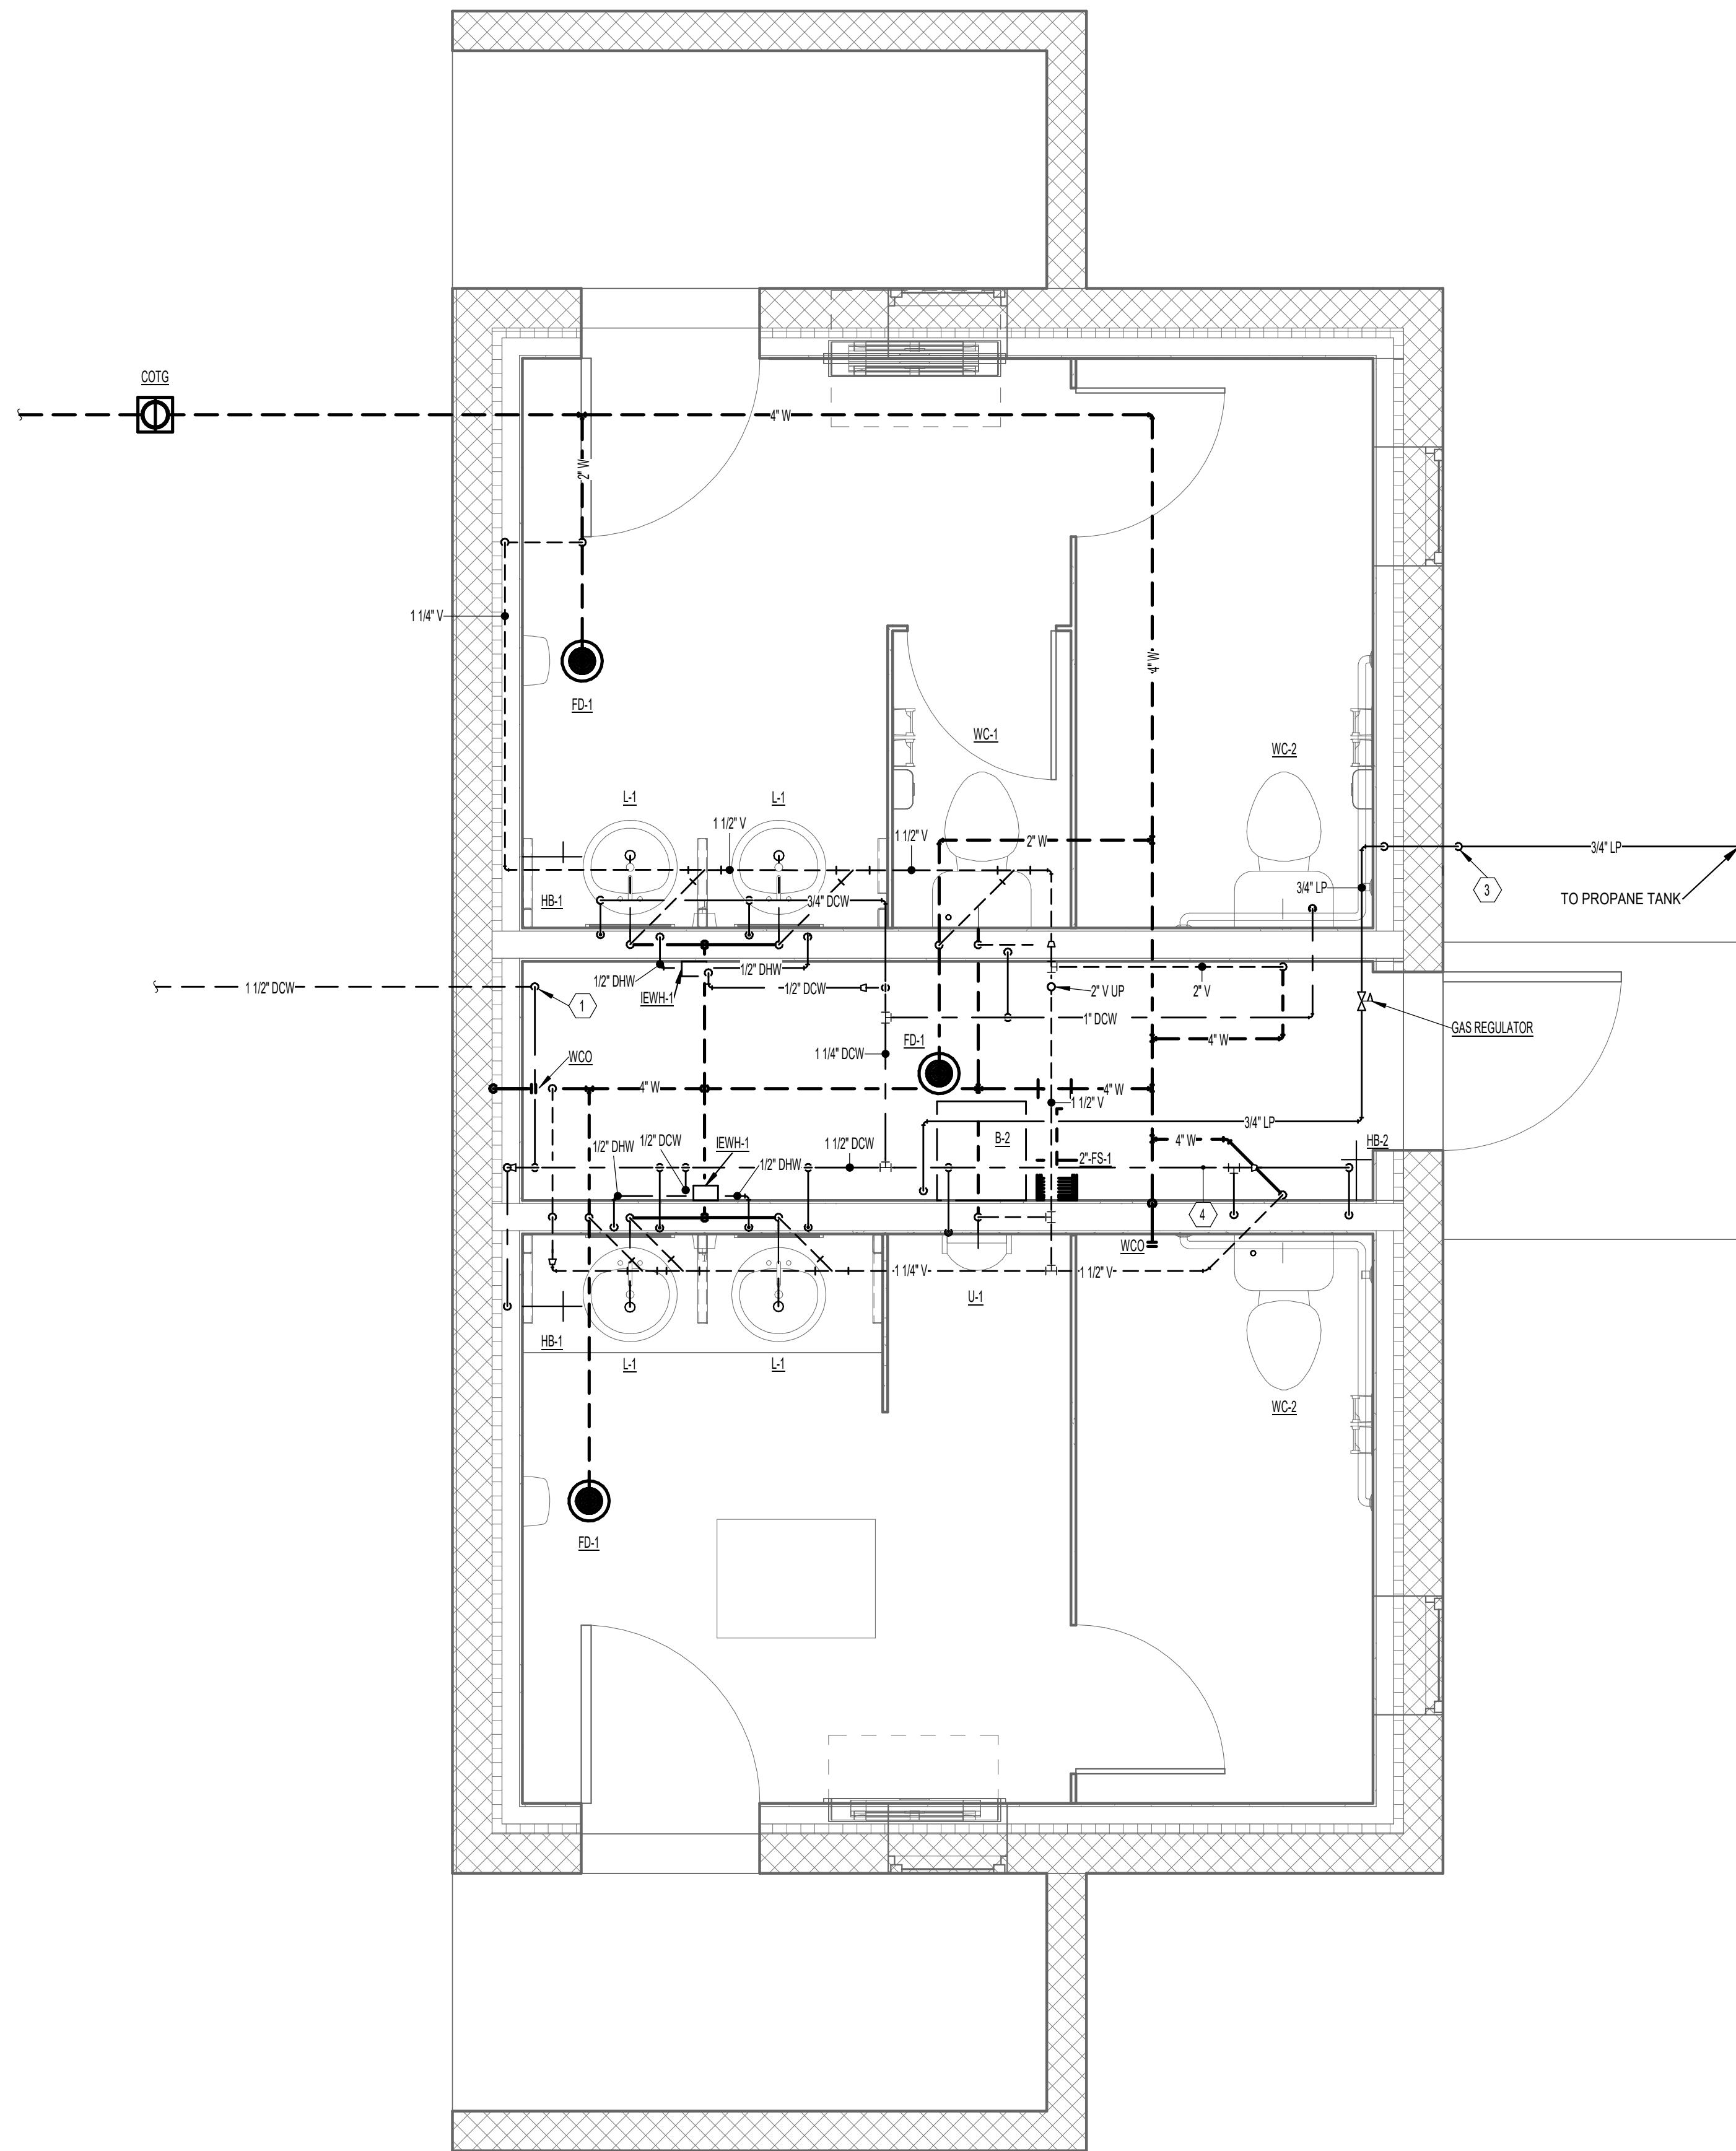 COTG
4" W
2" W
1 1/4" V
4" W
FD-1
WC-1
WC-2
L-1
L-1
1 1/2" V
1 1/2" V
2" W
3/4" LP
3
TO PROPANE TANK
3/4" LP
HB-1
3/4" DCW
1/2" DHW
1/2" DHW
IEWH-1
1/2" DCW
2" V UP
2" V
1 1/2" DCW
1
1" DCW
GAS REGULATOR
FD-1
4" W
1 1/4" DCW
WCO
4" W
4" W
1 1/2" V
3/4" LP
B-2
1/2" DHW
1/2" DCW
IEWH-1
1 1/2" DCW
1/2" DHW
2"-FS-1
4" W
HB-2
4
WCO
1 1/4" V
1 1/2" V
U-1
HB-1
L-1
L-1
WC-2
FD-1